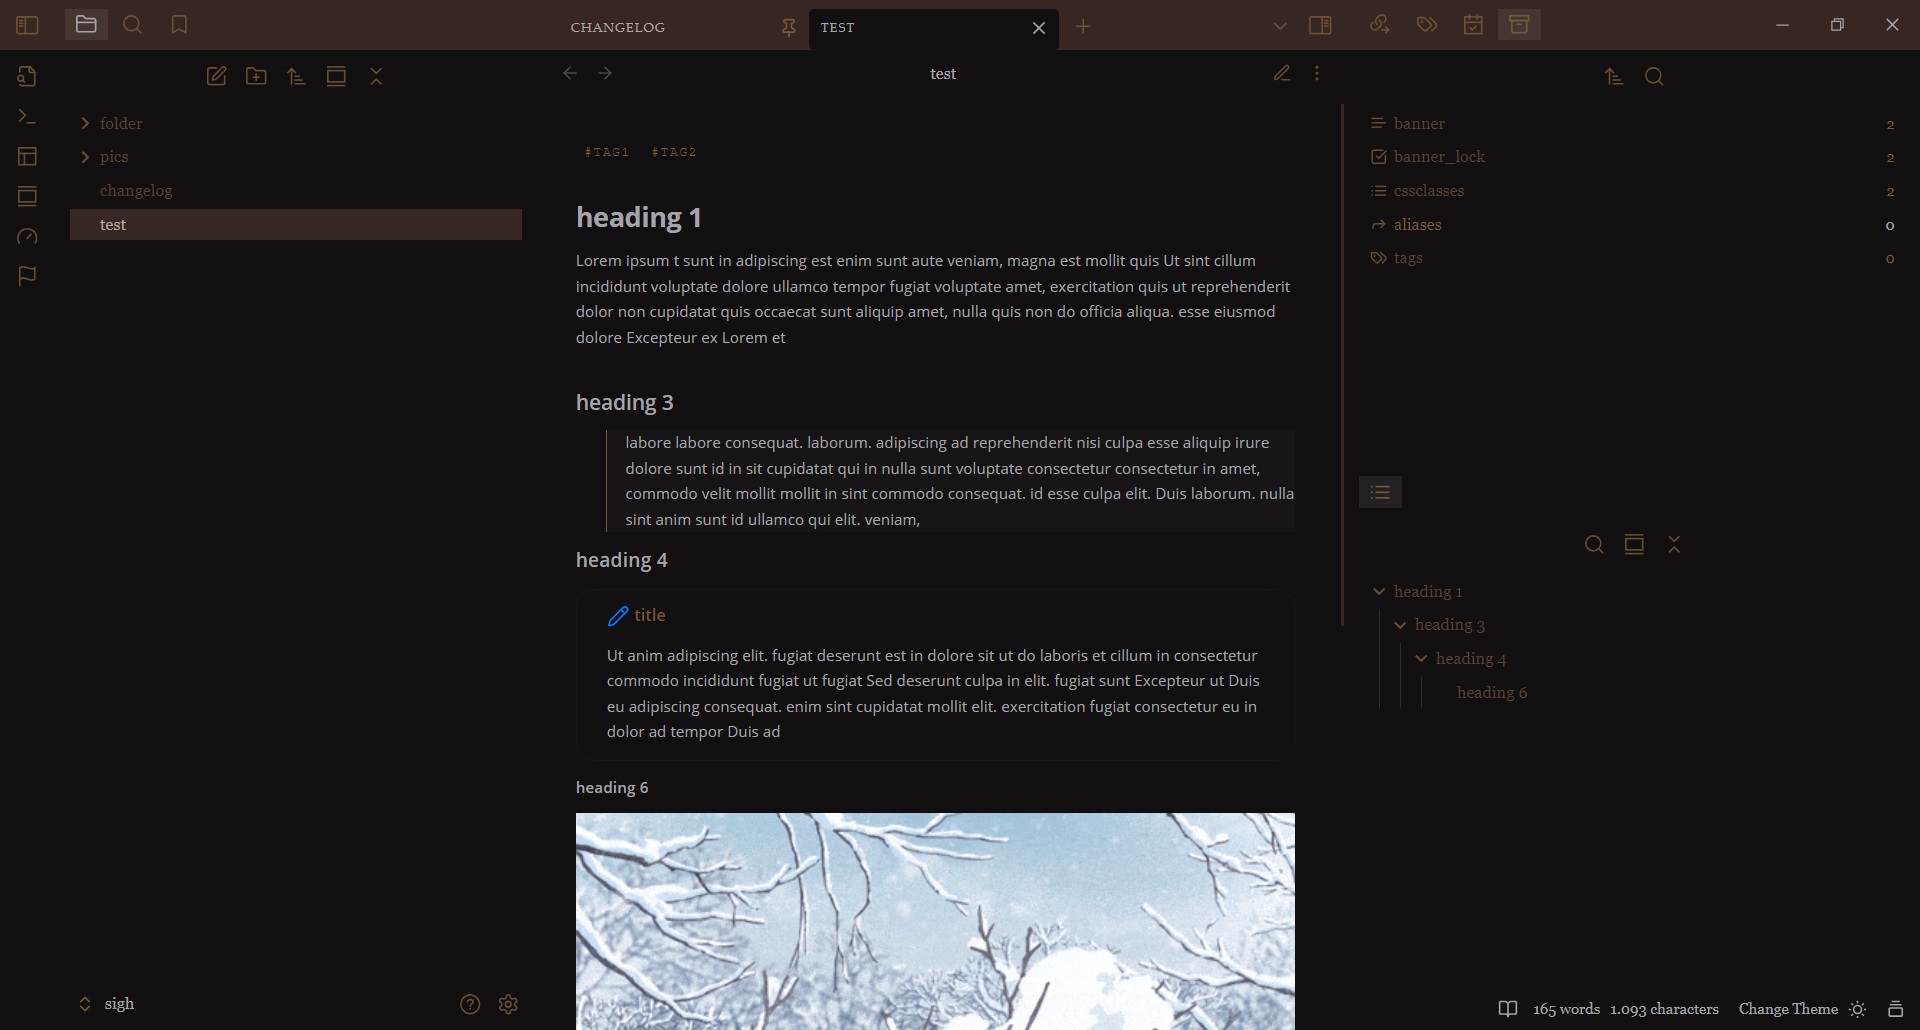 CHANGELOG
TEST
test
folder
pics
changelog
test
#TAG1 #TAG2
heading 1
Lorem ipsum t sunt in adipiscing est enim sunt aute veniam, magna est mollit quis Ut sint cillum
incididunt voluptate dolore ullamco tempor fugiat voluptate amet, exercitation quis ut reprehenderit
dolor non cupidatat quis occaecat sunt aliquip amet, nulla quis non do officia aliqua. esse eiusmod
dolore Excepteur ex Lorem et
heading 3
labore labore consequat. laborum. adipiscing ad reprehenderit nisi culpa esse aliquip irure
dolore sunt id in sit cupidatat qui in nulla sunt voluptate consectetur consectetur in amet,
commodo velit mollit mollit in sint commodo consequat. id esse culpa elit. Duis laborum. nulla
sint anim sunt id ullamco qui elit. veniam,
heading 4
title
Ut anim adipiscing elit. fugiat deserunt est in dolore sit ut do laboris et cillum in consectetur
commodo incididunt fugiat ut fugiat Sed deserunt culpa in elit. fugiat sunt Excepteur ut Duis
eu adipiscing consequat. enim sint cupidatat mollit elit. exercitation fugiat consectetur eu in
dolor ad tempor Duis ad
heading 6
banner 2
banner_lock 2
cssclasses 2
aliases 0
tags 0
heading 1
heading 3
heading 4
heading 6
sigh
165 words 1.093 characters Change Theme